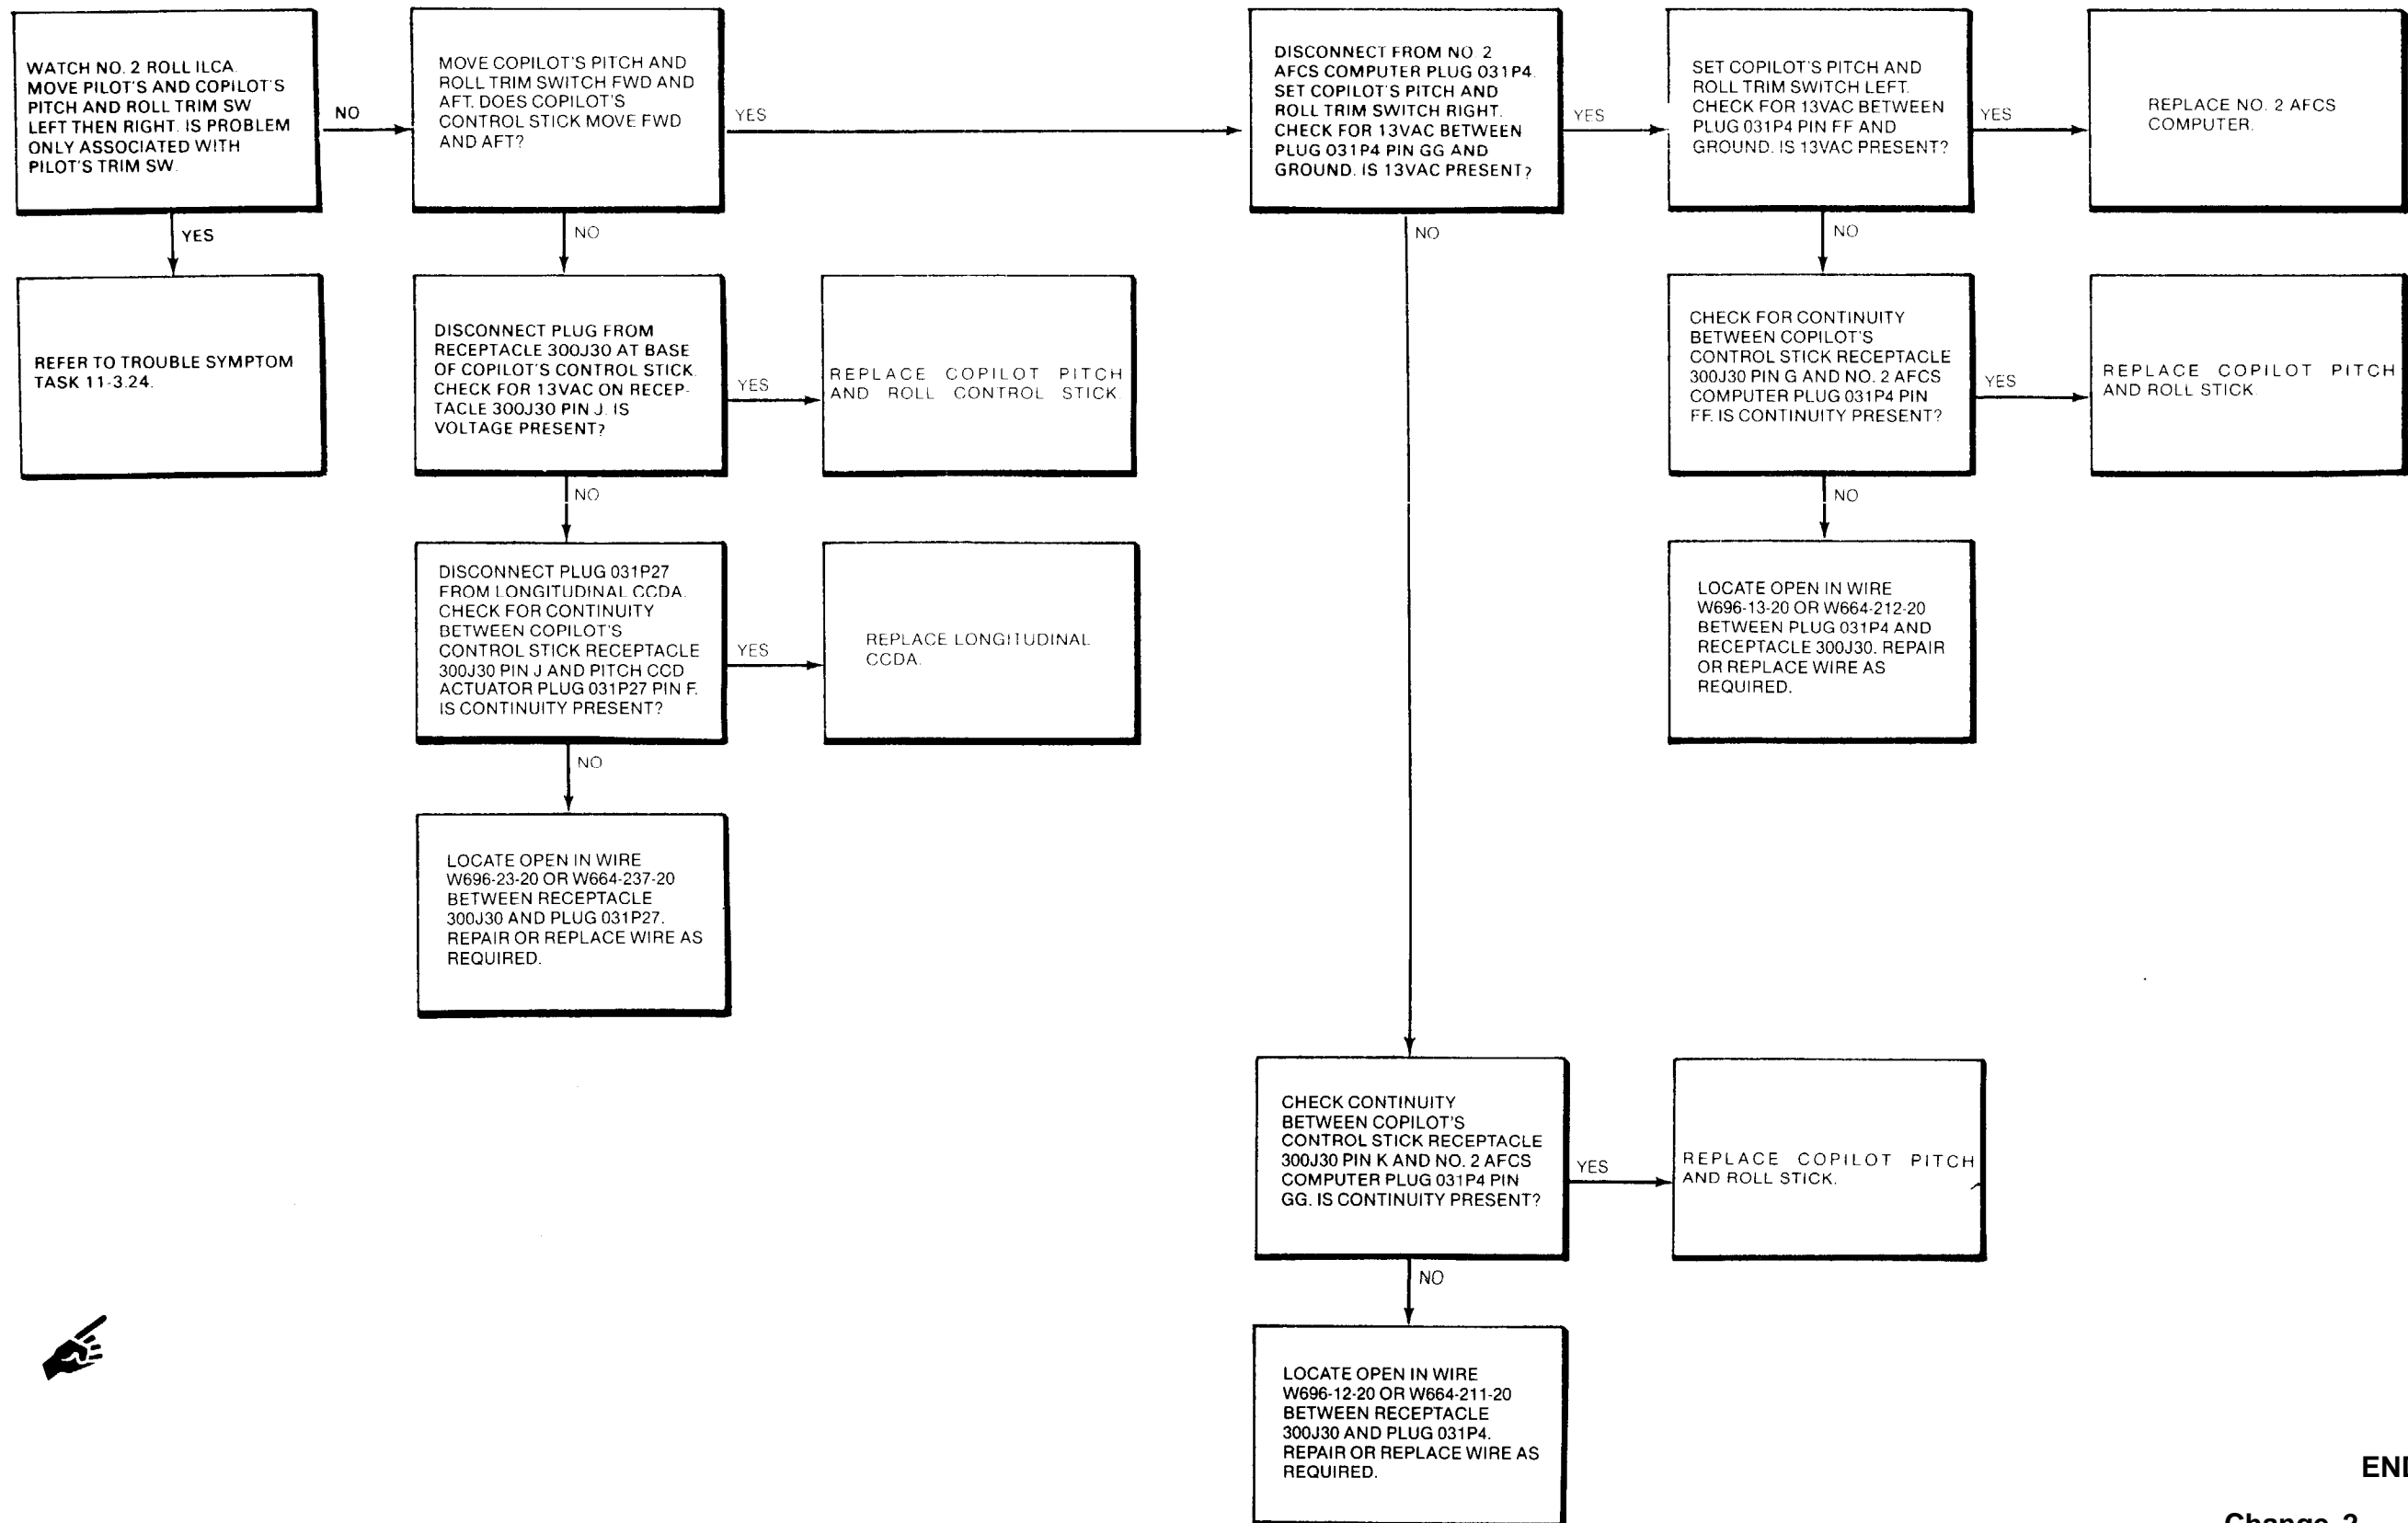 WATCH NO. 2 ROLL ILCA.
MOVE PILOT'S AND COPILOT'S
PITCH AND ROLL TRIM SW
LEFT THEN RIGHT. IS PROBLEM
ONLY ASSOCIATED WITH
PILOT'S TRIM SW.
NO
YES
MOVE COPILOT'S PITCH AND
ROLL TRIM SWITCH FWD AND
AFT. DOES COPILOT'S
CONTROL STICK MOVE FWD
AND AFT?
YES
NO
DISCONNECT FROM NO. 2
AFCS COMPUTER PLUG 031P4.
SET COPILOT'S PITCH AND
ROLL TRIM SWITCH RIGHT.
CHECK FOR 13VAC BETWEEN
PLUG 031P4 PIN GG AND
GROUND. IS 13VAC PRESENT?
YES
NO
SET COPILOT'S PITCH AND
ROLL TRIM SWITCH LEFT.
CHECK FOR 13VAC BETWEEN
PLUG 031P4 PIN FF AND
GROUND. IS 13VAC PRESENT?
YES
NO
REPLACE NO. 2 AFCS
COMPUTER.
REFER TO TROUBLE SYMPTOM
TASK 11-3.24.
DISCONNECT PLUG FROM
RECEPTACLE 300J30 AT BASE
OF COPILOT'S CONTROL STICK.
CHECK FOR 13VAC ON RECEP-
TACLE 300J30 PIN J. IS
VOLTAGE PRESENT?
YES
NO
REPLACE COPILOT PITCH
AND ROLL CONTROL STICK.
CHECK FOR CONTINUITY
BETWEEN COPILOT'S
CONTROL STICK RECEPTACLE
300J30 PIN G AND NO. 2 AFCS
COMPUTER PLUG 031P4 PIN
FF. IS CONTINUITY PRESENT?
YES
NO
REPLACE COPILOT PITCH
AND ROLL STICK.
DISCONNECT PLUG 031P27
FROM LONGITUDINAL CCDA.
CHECK FOR CONTINUITY
BETWEEN COPILOT'S
CONTROL STICK RECEPTACLE
300J30 PIN J AND PITCH CCD
ACTUATOR PLUG 031P27 PIN F.
IS CONTINUITY PRESENT?
YES
NO
REPLACE LONGITUDINAL
CCDA.
LOCATE OPEN IN WIRE
W696-13-20 OR W664-212-20
BETWEEN PLUG 031P4 AND
RECEPTACLE 300J30. REPAIR
OR REPLACE WIRE AS
REQUIRED.
LOCATE OPEN IN WIRE
W696-23-20 OR W664-237-20
BETWEEN RECEPTACLE
300J30 AND PLUG 031P27.
REPAIR OR REPLACE WIRE AS
REQUIRED.
CHECK CONTINUITY
BETWEEN COPILOT'S
CONTROL STICK RECEPTACLE
300J30 PIN K AND NO. 2 AFCS
COMPUTER PLUG 031P4 PIN
GG. IS CONTINUITY PRESENT?
YES
NO
REPLACE COPILOT PITCH
AND ROLL STICK.
LOCATE OPEN IN WIRE
W696-12-20 OR W664-211-20
BETWEEN RECEPTACLE
300J30 AND PLUG 031P4.
REPAIR OR REPLACE WIRE AS
REQUIRED.
END
Change 2